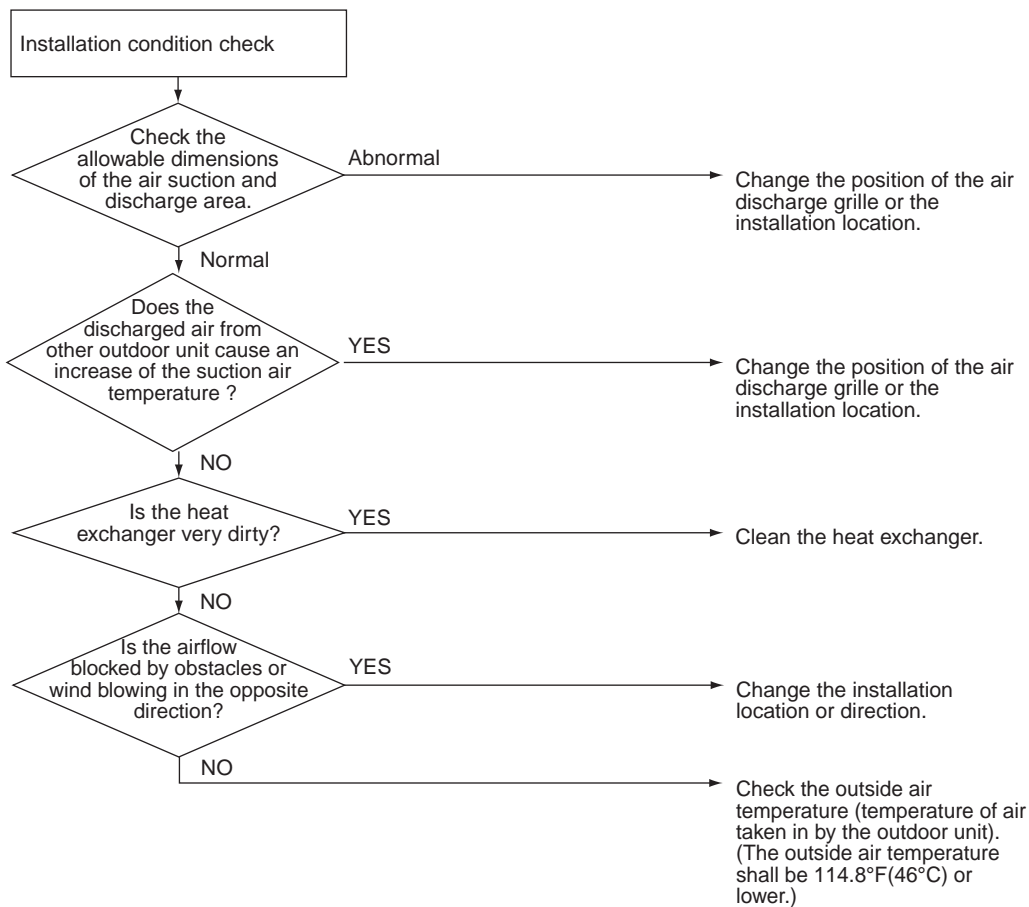 Installation condition check
Check the
allowable dimensions
of the air suction and
discharge area.
Abnormal
Change the position of the air
discharge grille or the
installation location.
Normal
Does the
discharged air from
other outdoor unit cause an
increase of the suction air
temperature ?
YES
Change the position of the air
discharge grille or the
installation location.
NO
Is the heat
exchanger very dirty?
YES
Clean the heat exchanger.
NO
Is the airflow
blocked by obstacles or
wind blowing in the opposite
direction?
YES
Change the installation
location or direction.
NO
Check the outside air
temperature (temperature of air
taken in by the outdoor unit).
(The outside air temperature
shall be 114.8°F(46°C) or
lower.)